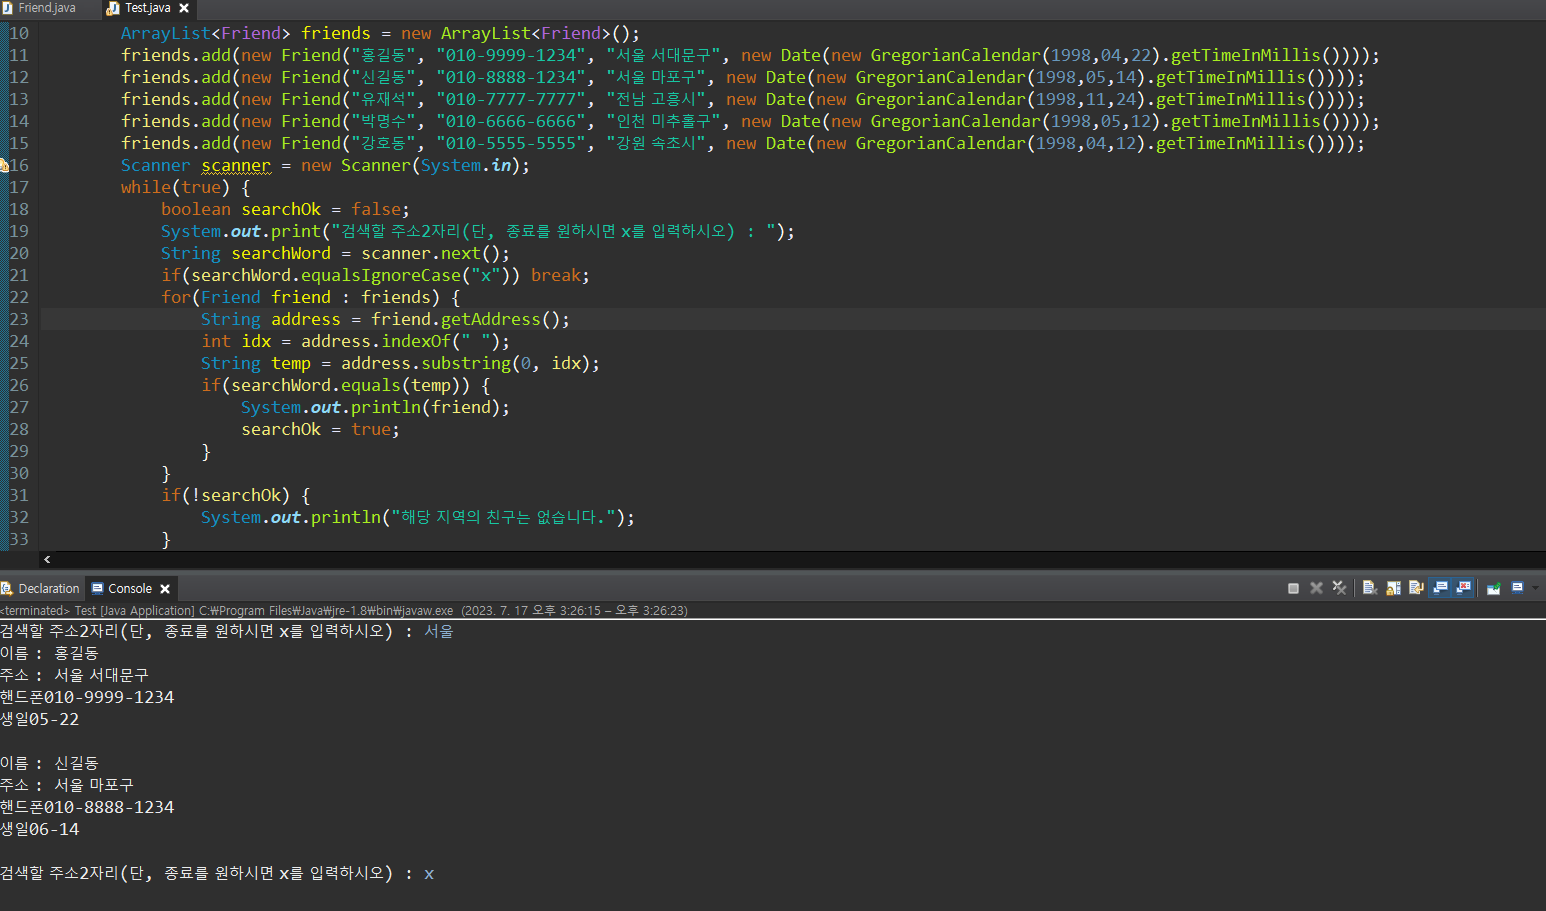 Friend.java Test.java
10 ArrayList<Friend> friends = new ArrayList<Friend>();
11 friends.add(new Friend("홍길동", "010-9999-1234", "서울 서대문구", new Date(new GregorianCalendar(1998,04,22).getTimeInMillis())));
12 friends.add(new Friend("신길동", "010-8888-1234", "서울 마포구", new Date(new GregorianCalendar(1998,05,14).getTimeInMillis())));
13 friends.add(new Friend("유재석", "010-7777-7777", "전남 고흥시", new Date(new GregorianCalendar(1998,11,24).getTimeInMillis())));
14 friends.add(new Friend("박명수", "010-6666-6666", "인천 미추홀구", new Date(new GregorianCalendar(1998,05,12).getTimeInMillis())));
15 friends.add(new Friend("강호동", "010-5555-5555", "강원 속초시", new Date(new GregorianCalendar(1998,04,12).getTimeInMillis())));
16 Scanner scanner = new Scanner(System.in);
17 while(true) {
18 boolean searchOk = false;
19 System.out.print("검색할 주소2자리(단, 종료를 원하시면 x를 입력하시오) : ");
20 String searchWord = scanner.next();
21 if(searchWord.equalsIgnoreCase("x")) break;
22 for(Friend friend : friends) {
23 String address = friend.getAddress();
24 int idx = address.indexOf(" ");
25 String temp = address.substring(0, idx);
26 if(searchWord.equals(temp)) {
27 System.out.println(friend);
28 searchOk = true;
29 }
30 }
31 if(!searchOk) {
32 System.out.println("해당 지역의 친구는 없습니다.");
33 }
Declaration Console
<terminated> Test [Java Application] C:₩Program Files₩Java₩jre-1.8₩bin₩javaw.exe (2023. 7. 17 오후 3:26:15 – 오후 3:26:23)
검색할 주소2자리(단, 종료를 원하시면 x를 입력하시오) : 서울
이름 : 홍길동
주소 : 서울 서대문구
핸드폰010-9999-1234
생일05-22
이름 : 신길동
주소 : 서울 마포구
핸드폰010-8888-1234
생일06-14
검색할 주소2자리(단, 종료를 원하시면 x를 입력하시오) : x